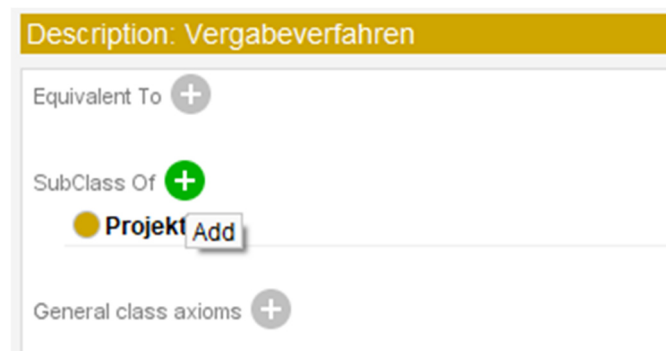 Description: Vergabeverfahren
Equivalent To
SubClass Of
Projekt
Add
General class axioms